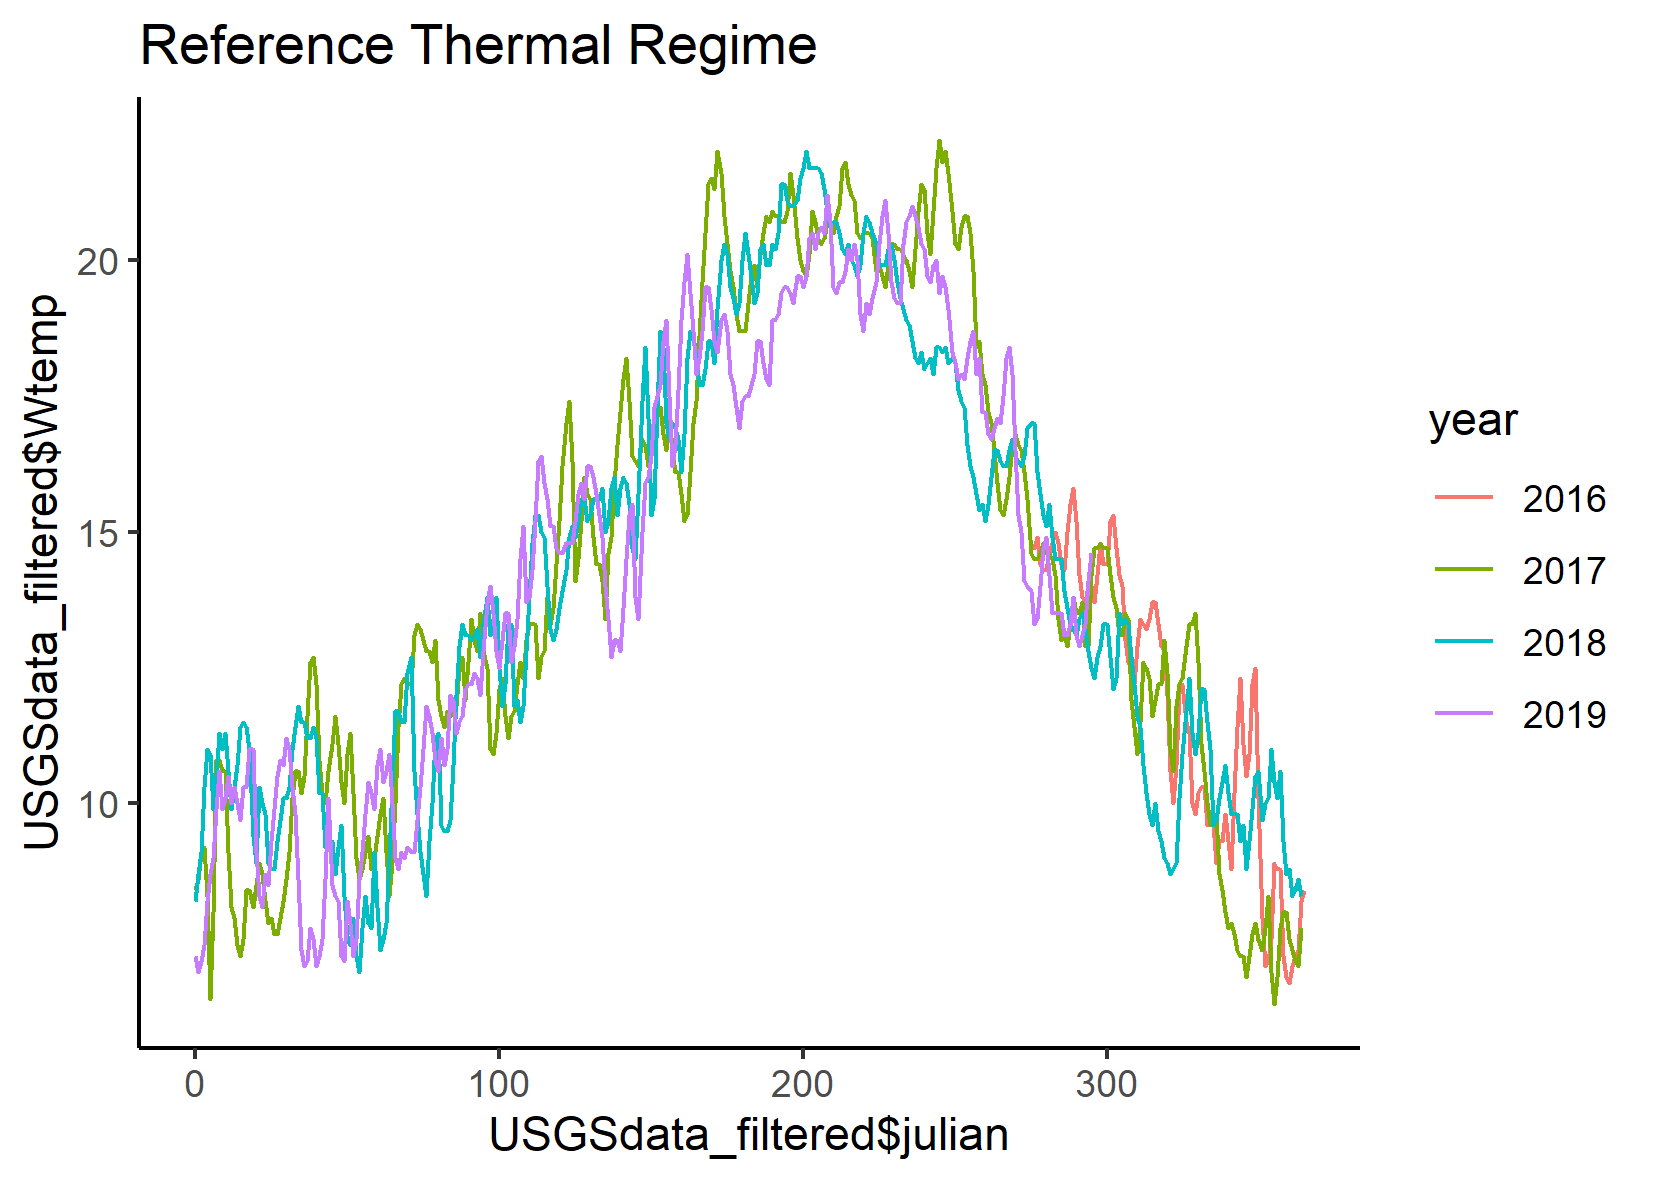 Reference Thermal Regime
USGSdata_filtered$Wtemp
20
15
10
0
100
200
300
USGSdata_filtered$julian
year
2016
2017
2018
2019